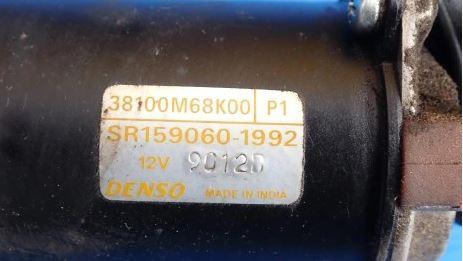 38100M68K00 P1
SR159060-1992
12V 9012D
DENSO MADE IN INDIA